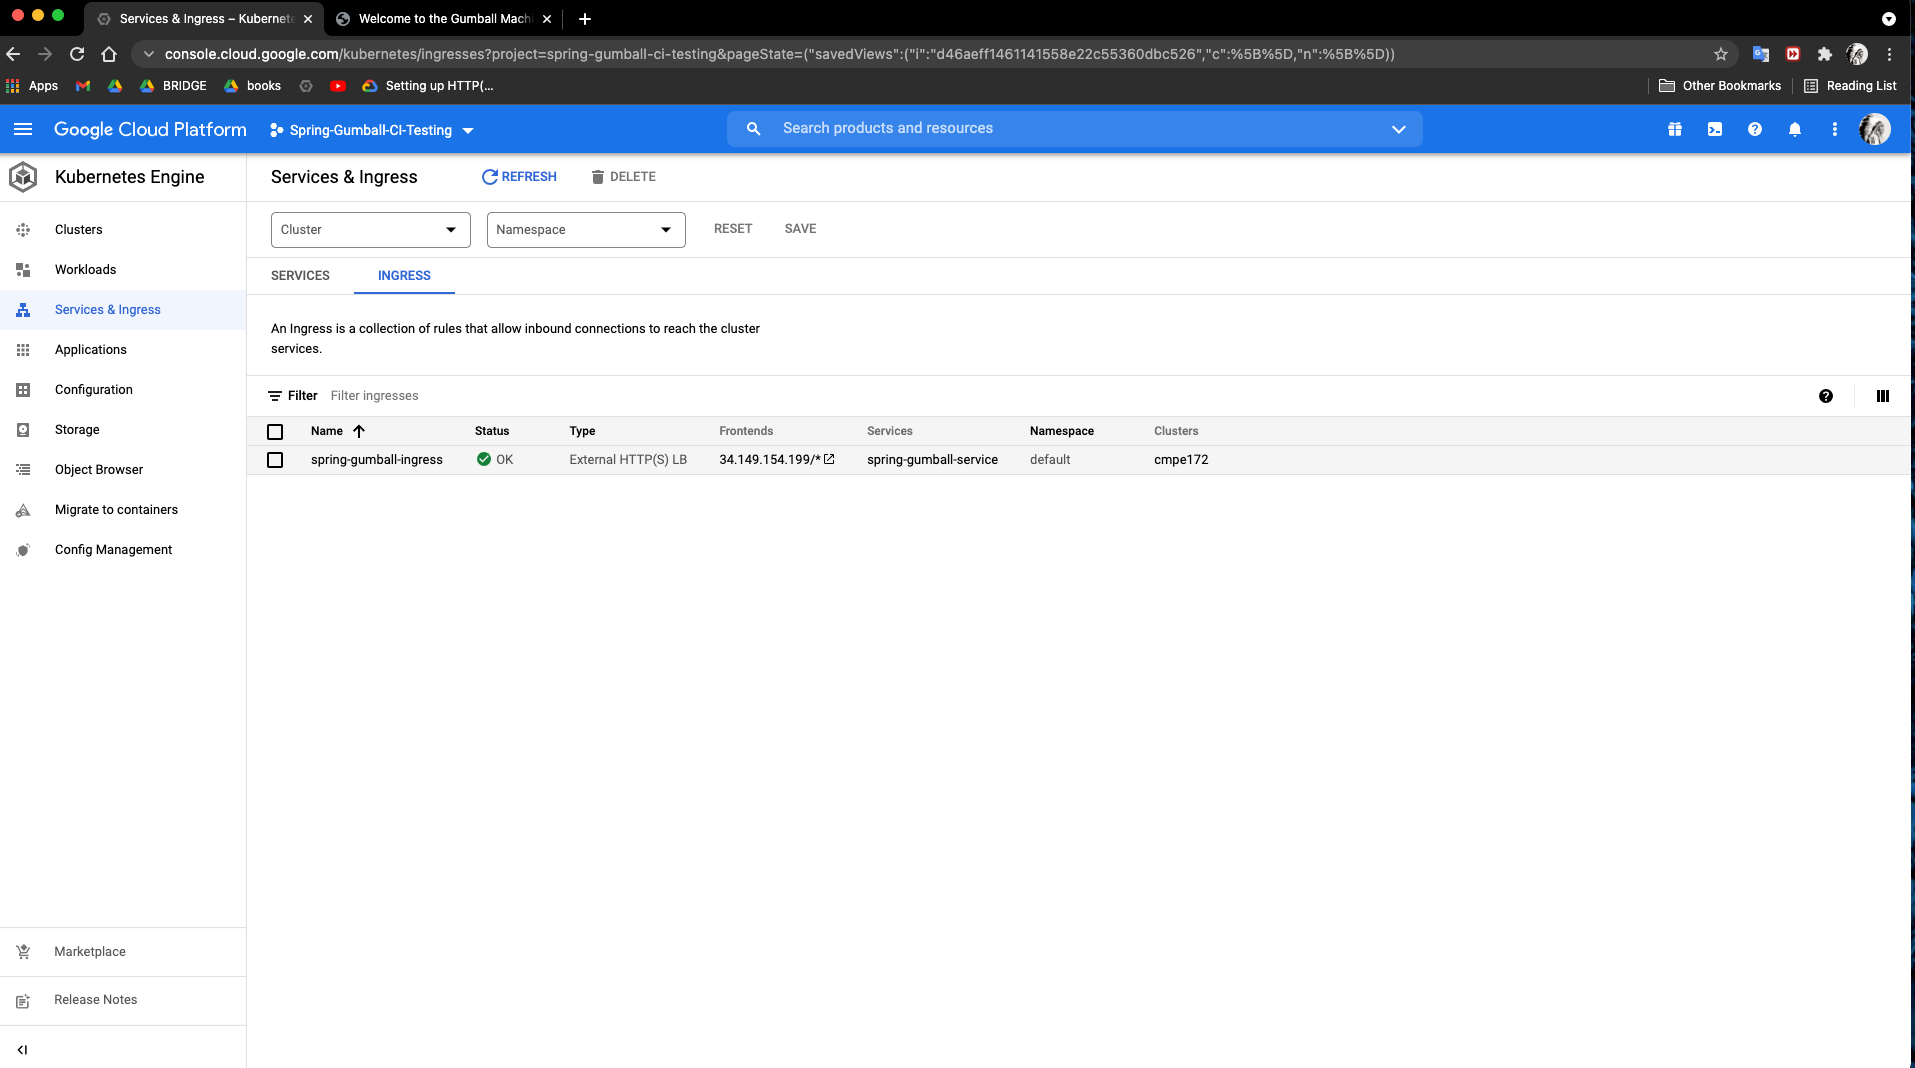 Services & Ingress – Kubernete
Welcome to the Gumball Mach
console.cloud.google.com/kubernetes/ingresses?project=spring-gumball-ci-testing&pageState=("savedViews":("i":"d46aeff1461141558e22c55360dbc526","c":%5B%5D,"n":%5B%5D))
Apps
BRIDGE
books
Setting up HTTP(...
Other Bookmarks
Reading List
Google Cloud Platform
Spring-Gumball-CI-Testing
Search products and resources
Kubernetes Engine
Services & Ingress
REFRESH
DELETE
Clusters
Workloads
Services & Ingress
Applications
Configuration
Storage
Object Browser
Migrate to containers
Config Management
Marketplace
Release Notes
Cluster
Namespace
RESET
SAVE
SERVICES
INGRESS
An Ingress is a collection of rules that allow inbound connections to reach the cluster
services.
Filter
Filter ingresses
Name Status Type Frontends Services Namespace Clusters
spring-gumball-ingress OK External HTTP(S) LB 34.149.154.199/* spring-gumball-service default cmpe172